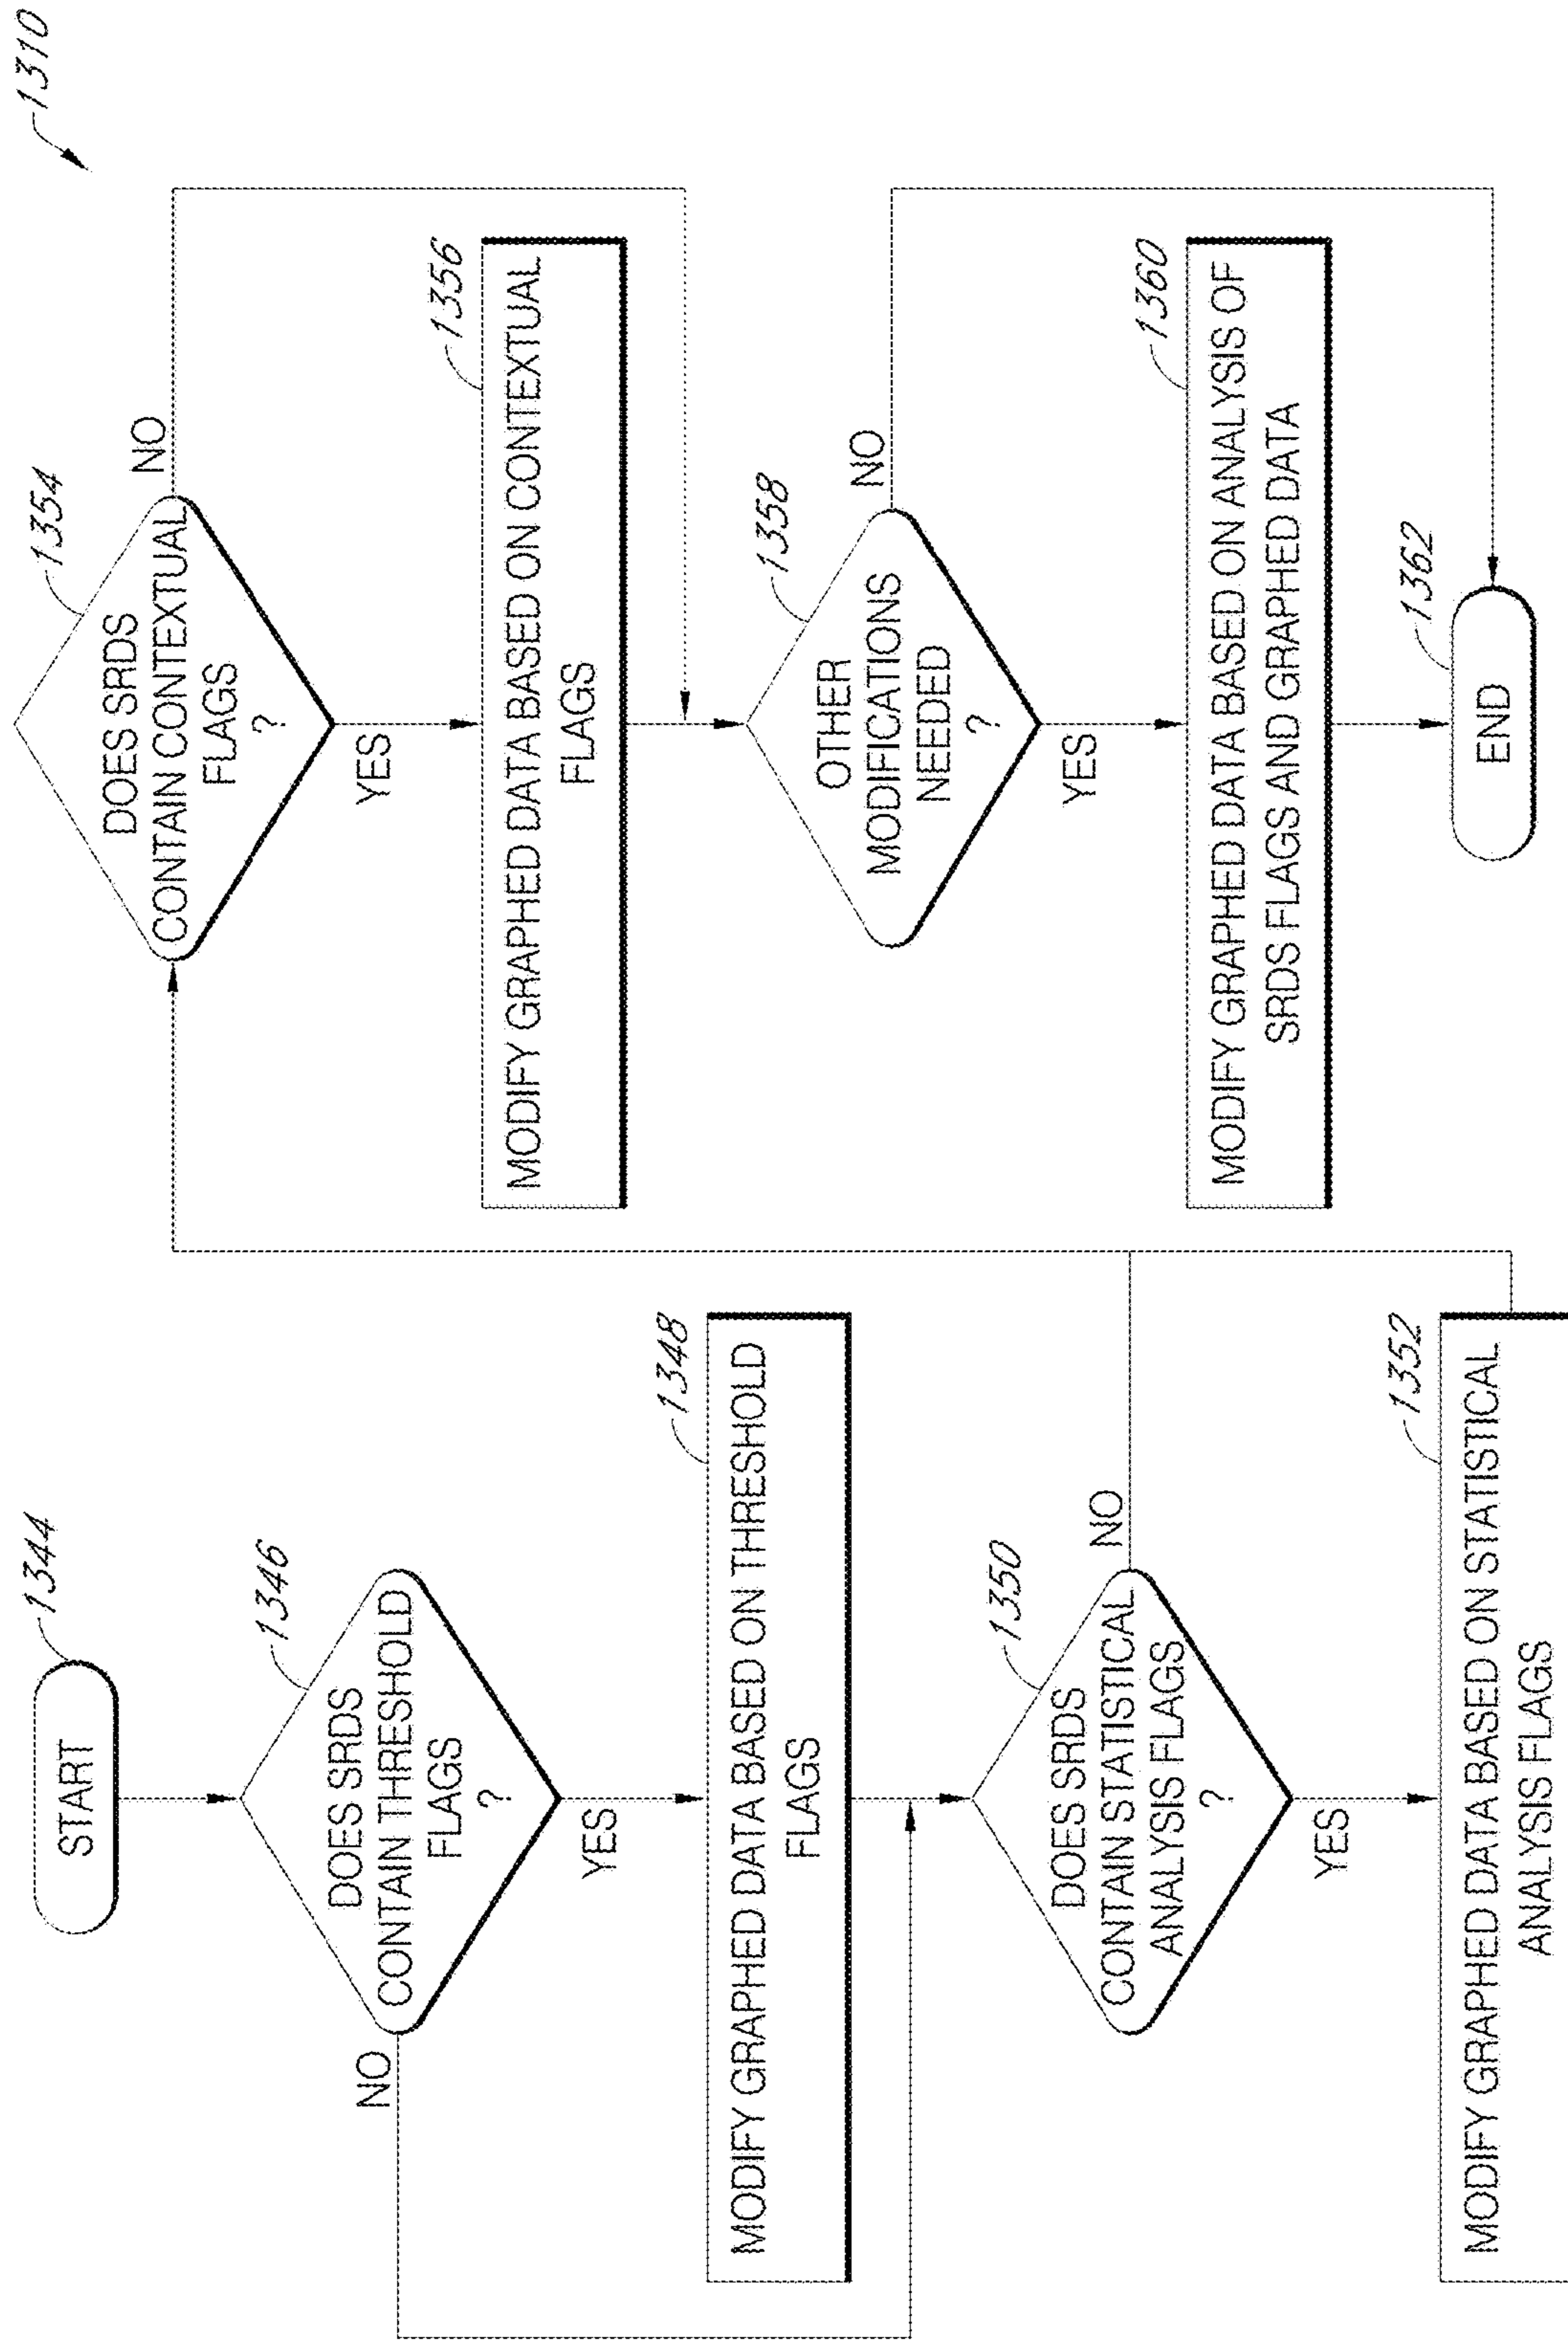 1310
START
1344
DOES SRDS
CONTAIN THRESHOLD
FLAGS
?
1346
NO
YES
MODIFY GRAPHED DATA BASED ON THRESHOLD
FLAGS
1348
DOES SRDS
CONTAIN STATISTICAL
ANALYSIS FLAGS
?
1350
NO
YES
MODIFY GRAPHED DATA BASED ON STATISTICAL
ANALYSIS FLAGS
1352
DOES SRDS
CONTAIN CONTEXTUAL
FLAGS
?
1354
NO
YES
MODIFY GRAPHED DATA BASED ON CONTEXTUAL
FLAGS
1356
OTHER
MODIFICATIONS
NEEDED
?
1358
NO
YES
MODIFY GRAPHED DATA BASED ON ANALYSIS OF
SRDS FLAGS AND GRAPHED DATA
1360
END
1362